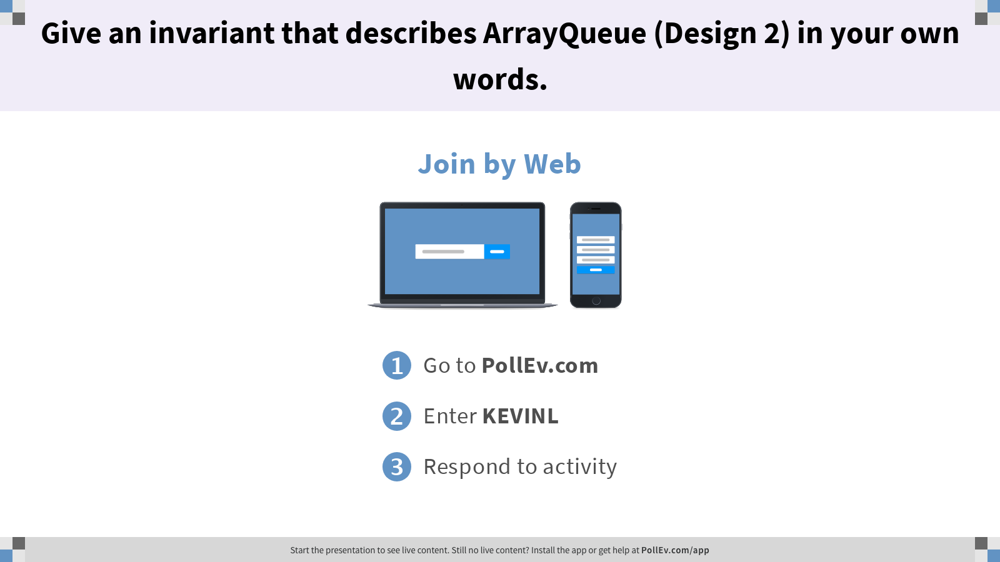 Give an invariant that describes ArrayQueue (Design 2) in your own
words.
Join by Web
1 Go to PollEv.com
2 Enter KEVINL
3 Respond to activity
Start the presentation to see live content. Still no live content? Install the app or get help at PollEv.com/app